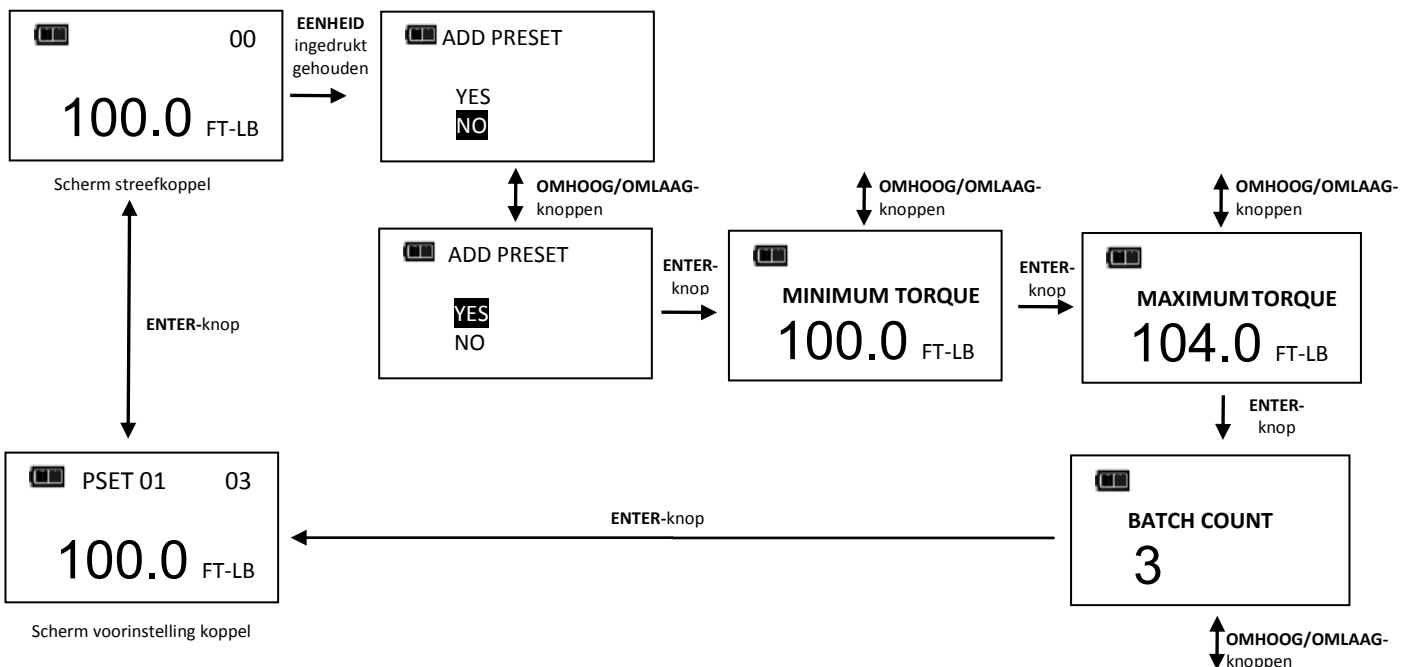 00
100.0 FT-LB
Scherm streefkoppel
EENHEID
ingedrukt
gehouden
ADD PRESET
YES
NO
OMHOOG/OMLAAG-
knoppen
ADD PRESET
YES
NO
ENTER-
knop
OMHOOG/OMLAAG-
knoppen
MINIMUM TORQUE
100.0 FT-LB
ENTER-
knop
OMHOOG/OMLAAG-
knoppen
MAXIMUM TORQUE
104.0 FT-LB
ENTER-
knop
BATCH COUNT
3
OMHOOG/OMLAAG-
knoppen
ENTER-knop
ENTER-knop
PSET 01 03
100.0 FT-LB
Scherm voorinstelling koppel